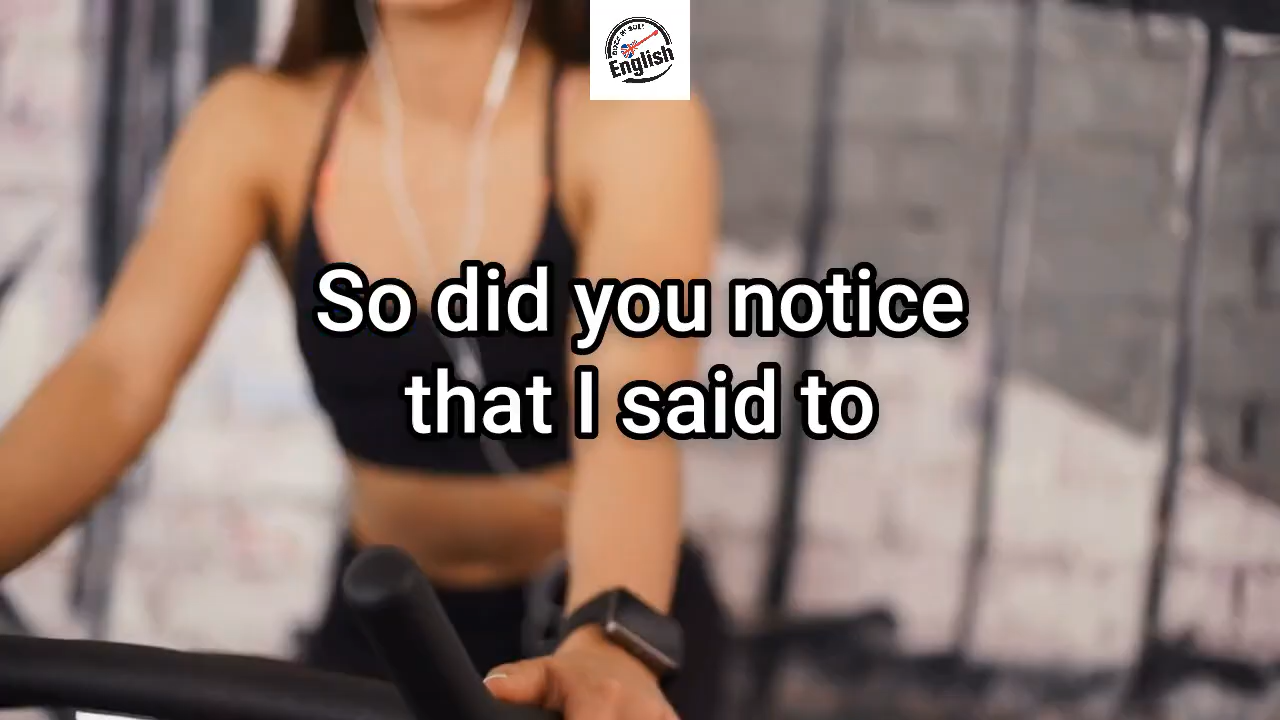 English
So did you notice
that I said to